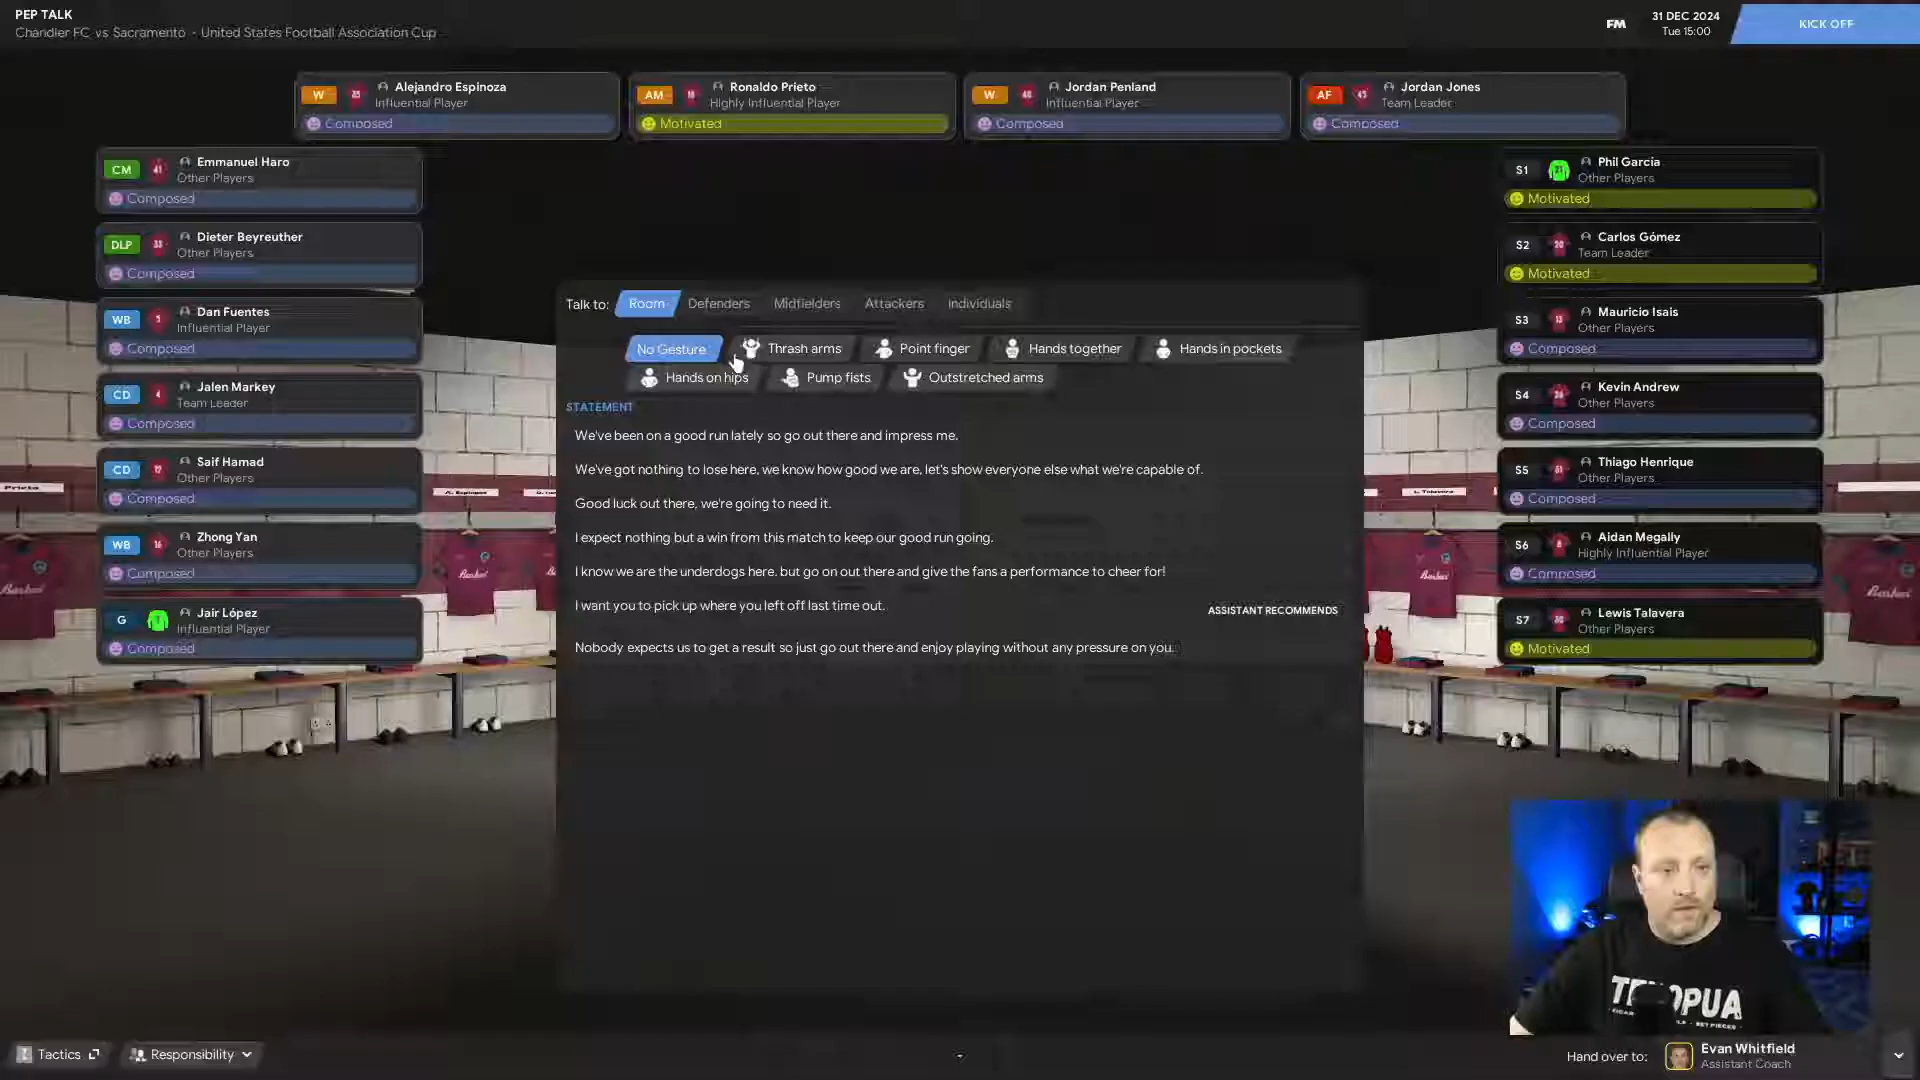 PEP TALK
Chandler FC vs Sacramento - United States Football Association Cup
FM
31 DEC 2024
Tue 15:00
KICK OFF
W
Alejandro Espinoza
Influential Player
Composed
AM
Ronaldo Prieto
Highly Influential Player
Motivated
W
Jordan Penland
Influential Player
Composed
AF
Jordan Jones
Team Leader
Composed
CM
41
Emmanuel Haro
Other Players
Composed
DLP
33
Dieter Beyreuther
Other Players
Composed
WB
Dan Fuentes
Influential Player
Composed
CD
4
Jalen Markey
Team Leader
Composed
CD
12
Saif Hamad
Other Players
Composed
WB
16
Zhong Yan
Other Players
Composed
G
Jair López
Influential Player
Composed
Talk to:
Room
Defenders
Midfielders
Attackers
Individuals
No Gesture
Thrash arms
Point finger
Hands together
Hands in pockets
Hands on hips
Pump fists
Outstretched arms
STATEMENT
We've been on a good run lately so go out there and impress me.
We've got nothing to lose here, we know how good we are, let's show everyone else what we're capable of.
Good luck out there, we're going to need it.
I expect nothing but a win from this match to keep our good run going.
I know we are the underdogs here, but go on out there and give the fans a performance to cheer for!
I want you to pick up where you left off last time out.
ASSISTANT RECOMMENDS
Nobody expects us to get a result so just go out there and enjoy playing without any pressure on you.
S1
Phil Garcia
Other Players
Motivated
S2
20
Carlos Gómez
Team Leader
Motivated
S3
13
Mauricio Isais
Other Players
Composed
S4
Kevin Andrew
Other Players
Composed
S5
Thiago Henrique
Other Players
Composed
S6
Aidan Megally
Highly Influential Player
Composed
S7
Lewis Talavera
Other Players
Motivated
Prieto
A. Espinoza
L. Talavera
Tactics
Responsibility
Hand over to:
Evan Whitfield
Assistant Coach